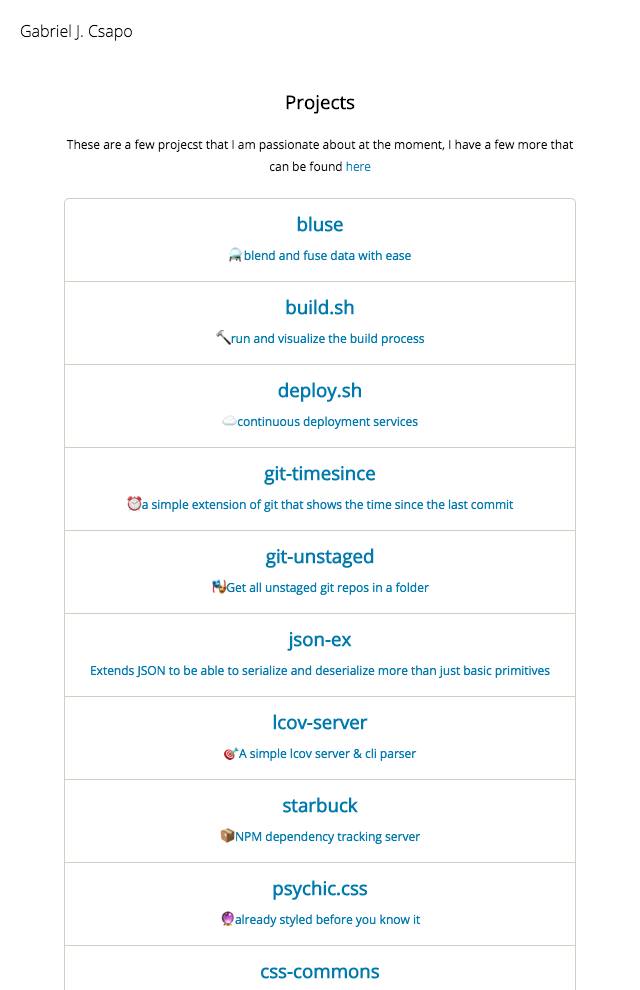 Gabriel J. Csapo
Projects
These are a few projecst that I am passionate about at the moment, I have a few more that
can be found here
bluse
blend and fuse data with ease
build.sh
🔨run and visualize the build process
deploy.sh
☁️continuous deployment services
git-timesince
⏰a simple extension of git that shows the time since the last commit
git-unstaged
🎭Get all unstaged git repos in a folder
json-ex
Extends JSON to be able to serialize and deserialize more than just basic primitives
lcov-server
🎯A simple lcov server & cli parser
starbuck
📦NPM dependency tracking server
psychic.css
🔮already styled before you know it
css-commons